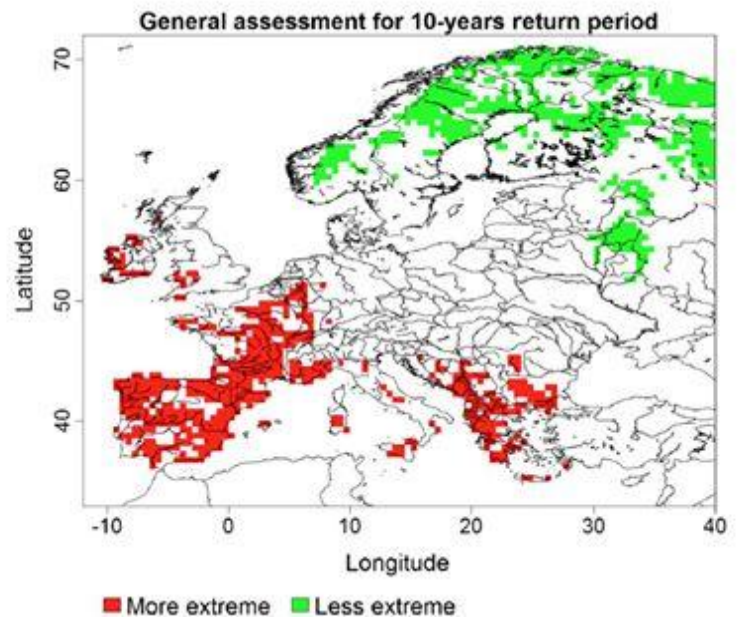 General assessment for 10-years return period
70
60
50
40
Latitude
-10 0 10 20 30 40
Longitude
More extreme Less extreme